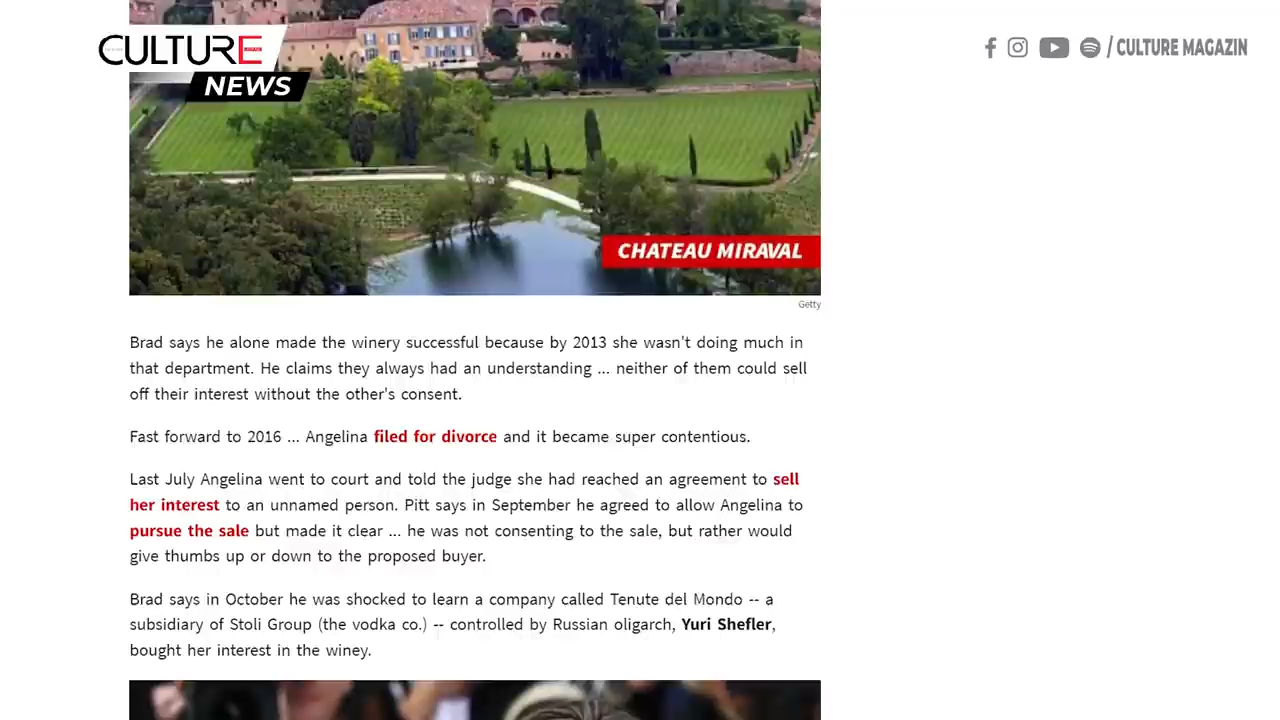 CULTURE
NEWS
/ CULTURE MAGAZIN
CHATEAU MIRAVAL
Getty
Brad says he alone made the winery successful because by 2013 she wasn't doing much in
that department. He claims they always had an understanding ... neither of them could sell
off their interest without the other's consent.
Fast forward to 2016 ... Angelina filed for divorce and it became super contentious.
Last July Angelina went to court and told the judge she had reached an agreement to sell
her interest to an unnamed person. Pitt says in September he agreed to allow Angelina to
pursue the sale but made it clear ... he was not consenting to the sale, but rather would
give thumbs up or down to the proposed buyer.
Brad says in October he was shocked to learn a company called Tenute del Mondo -- a
subsidiary of Stoli Group (the vodka co.) -- controlled by Russian oligarch, Yuri Shefler,
bought her interest in the winey.